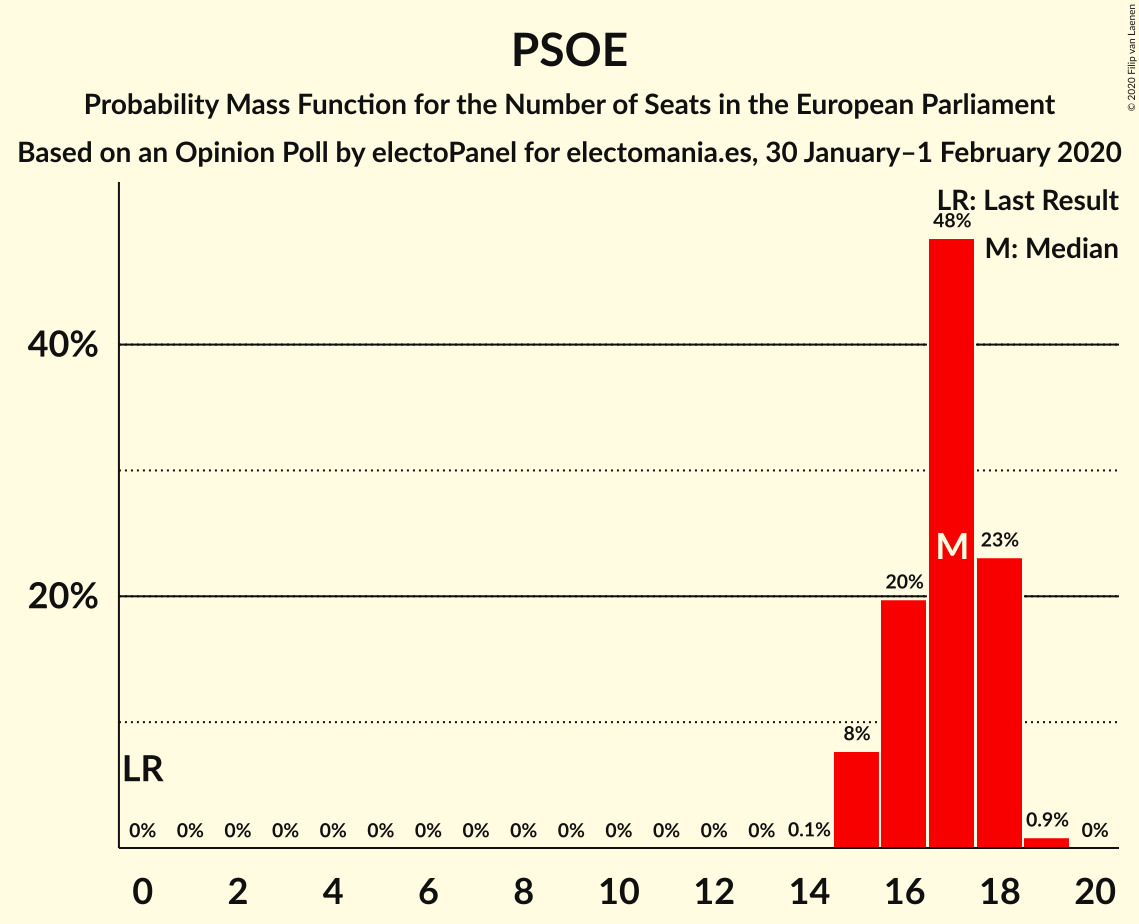 PSOE
Probability Mass Function for the Number of Seats in the European Parliament
Based on an Opinion Poll by electoPanel for electomania.es, 30 January–1 February 2020
© 2020 Filip van Laenen
LR: Last Result
48%
M: Median
40%
M
23%
20%
20%
8%
LR
0% 0% 0% 0% 0% 0% 0% 0% 0% 0% 0% 0% 0% 0% 0.1% 0.9% 0%
0 2 4 6 8 10 12 14 16 18 20